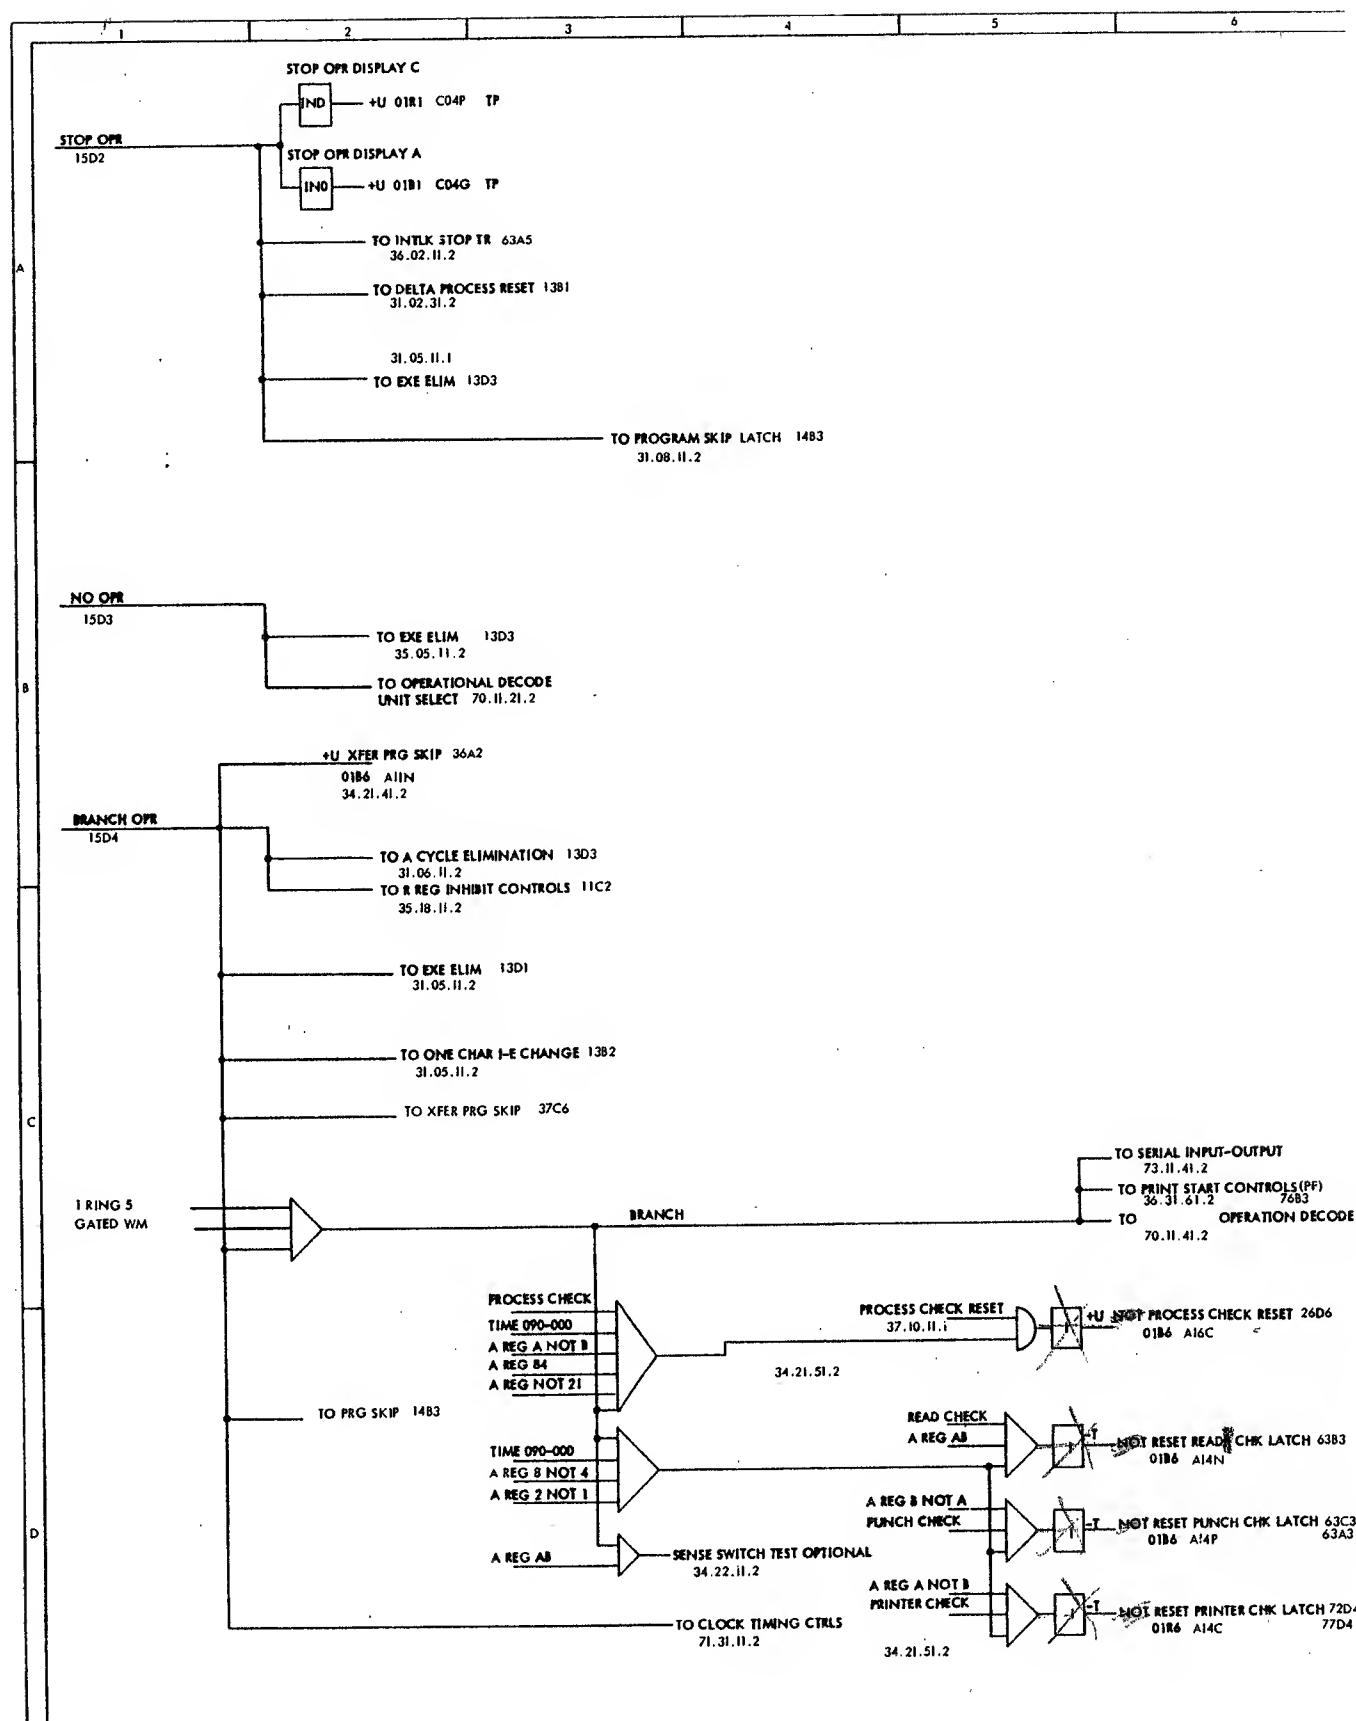 1 2 3 4 5 6
STOP OPR DISPLAY C
IND +U 01R1 C04P TP
STOP OPR
15D2
STOP OPR DISPLAY A
IND +U 01B1 C04G TP
TO INTLK STOP TR 63A5
36.02.11.2
A
TO DELTA PROCESS RESET 13B1
31.02.31.2
31.05.11.1
TO EXE ELIM 13D3
TO PROGRAM SKIP LATCH 14B3
31.08.11.2
NO OPR
15D3
TO EXE ELIM 13D3
35.05.11.2
B
TO OPERATIONAL DECODE
UNIT SELECT 70.11.21.2
+U XFER PRG SKIP 36A2
01B6 A11N
34.21.41.2
BRANCH OPR
15D4
TO A CYCLE ELIMINATION 13D3
31.06.11.2
TO R REG INHIBIT CONTROLS 11C2
35.18.11.2
TO EXE ELIM 13D1
31.05.11.2
TO ONE CHAR I-E CHANGE 13B2
31.05.11.2
TO XFER PRG SKIP 37C6
C
TO SERIAL INPUT-OUTPUT
73.11.41.2
TO PRINT START CONTROLS(PF)
36.31.61.2 76B3
1 RING 5
GATED WM
BRANCH
TO OPERATION DECODE
70.11.41.2
PROCESS CHECK
TIME 090-000
A REG A NOT B
A REG 84
A REG NOT 21
PROCESS CHECK RESET
37.10.11.1
+U NOT PROCESS CHECK RESET 26D6
01B6 A16C
34.21.51.2
TO PRG SKIP 14B3
READ CHECK
A REG AB
-T
NOT RESET READ CHK LATCH 63B3
01B6 A14N
TIME 090-000
A REG 8 NOT 4
A REG 2 NOT 1
A REG B NOT A
PUNCH CHECK
-T NOT RESET PUNCH CHK LATCH 63C3
01B6 A14P 63A3
D
A REG AB
SENSE SWITCH TEST OPTIONAL
34.22.11.2
A REG A NOT B
PRINTER CHECK
-T NOT RESET PRINTER CHK LATCH 72D4
01R6 A14C 77D4
TO CLOCK TIMING CTRLS
71.31.11.2
34.21.51.2